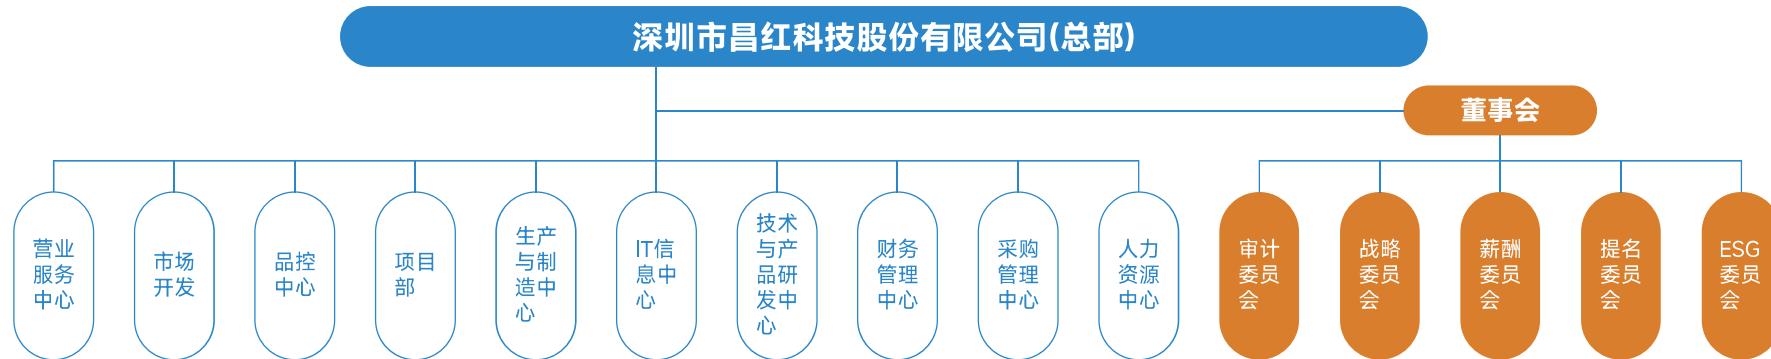 深圳市昌红科技股份有限公司(总部)
董事会
营业
服务
中心
市场
开发
品控
中心
项目
部
生产
与制
造中
心
IT信
息中
心
技术
与产
品研
发中
心
财务
管理
中心
采购
管理
中心
人力
资源
中心
审计
委员
会
战略
委员
会
薪酬
委员
会
提名
委员
会
ESG
委员
会